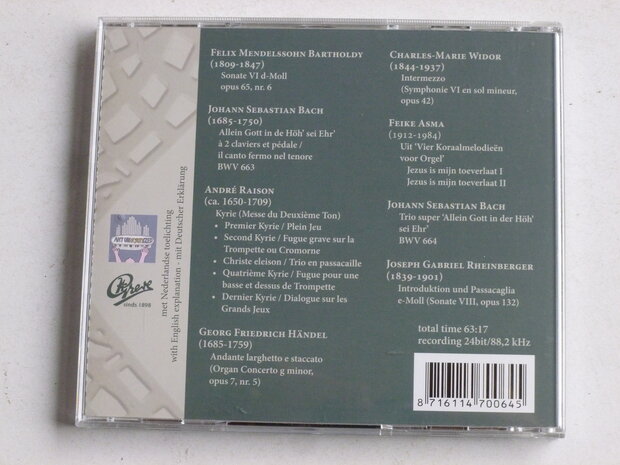 Felix Mendelssohn Bartholdy
(1809-1847)
Sonate VI d-Moll
opus 65, nr. 6
Johann Sebastian Bach
(1685-1750)
Allein Gott in de Höh' sei Ehr'
à 2 claviers et pédale /
il canto fermo nel tenore
BWV 663
André Raison
(ca. 1650-1709)
Kyrie (Messe du Deuxième Ton)
• Premier Kyrie / Plein Jeu
• Second Kyrie / Fugue grave sur la
Trompette ou Cromorne
• Christe eleison / Trio en passacaille
• Quatrième Kyrie / Fugue pour une
basse et dessus de Trompette
• Dernier Kyrie / Dialogue sur les
Grands Jeux
Georg Friedrich Händel
(1685-1759)
Andante larghetto e staccato
(Organ Concerto g minor,
opus 7, nr. 5)
Charles-Marie Widor
(1844-1937)
Intermezzo
(Symphonie VI en sol mineur,
opus 42)
Feike Asma
(1912-1984)
Uit 'Vier Koraalmelodieën
voor Orgel'
Jezus is mijn toeverlaat I
Jezus is mijn toeverlaat II
Johann Sebastian Bach
Trio super 'Allein Gott in der Höh'
sei Ehr'
BWV 664
Joseph Gabriel Rheinberger
(1839-1901)
Introduktion und Passacaglia
e-Moll (Sonate VIII, opus 132)
total time 63:17
recording 24bit/88,2 kHz
8 716114 700645
met Nederlandse toelichting
with English explanation - mit Deutscher Erklärung
sinds 1898